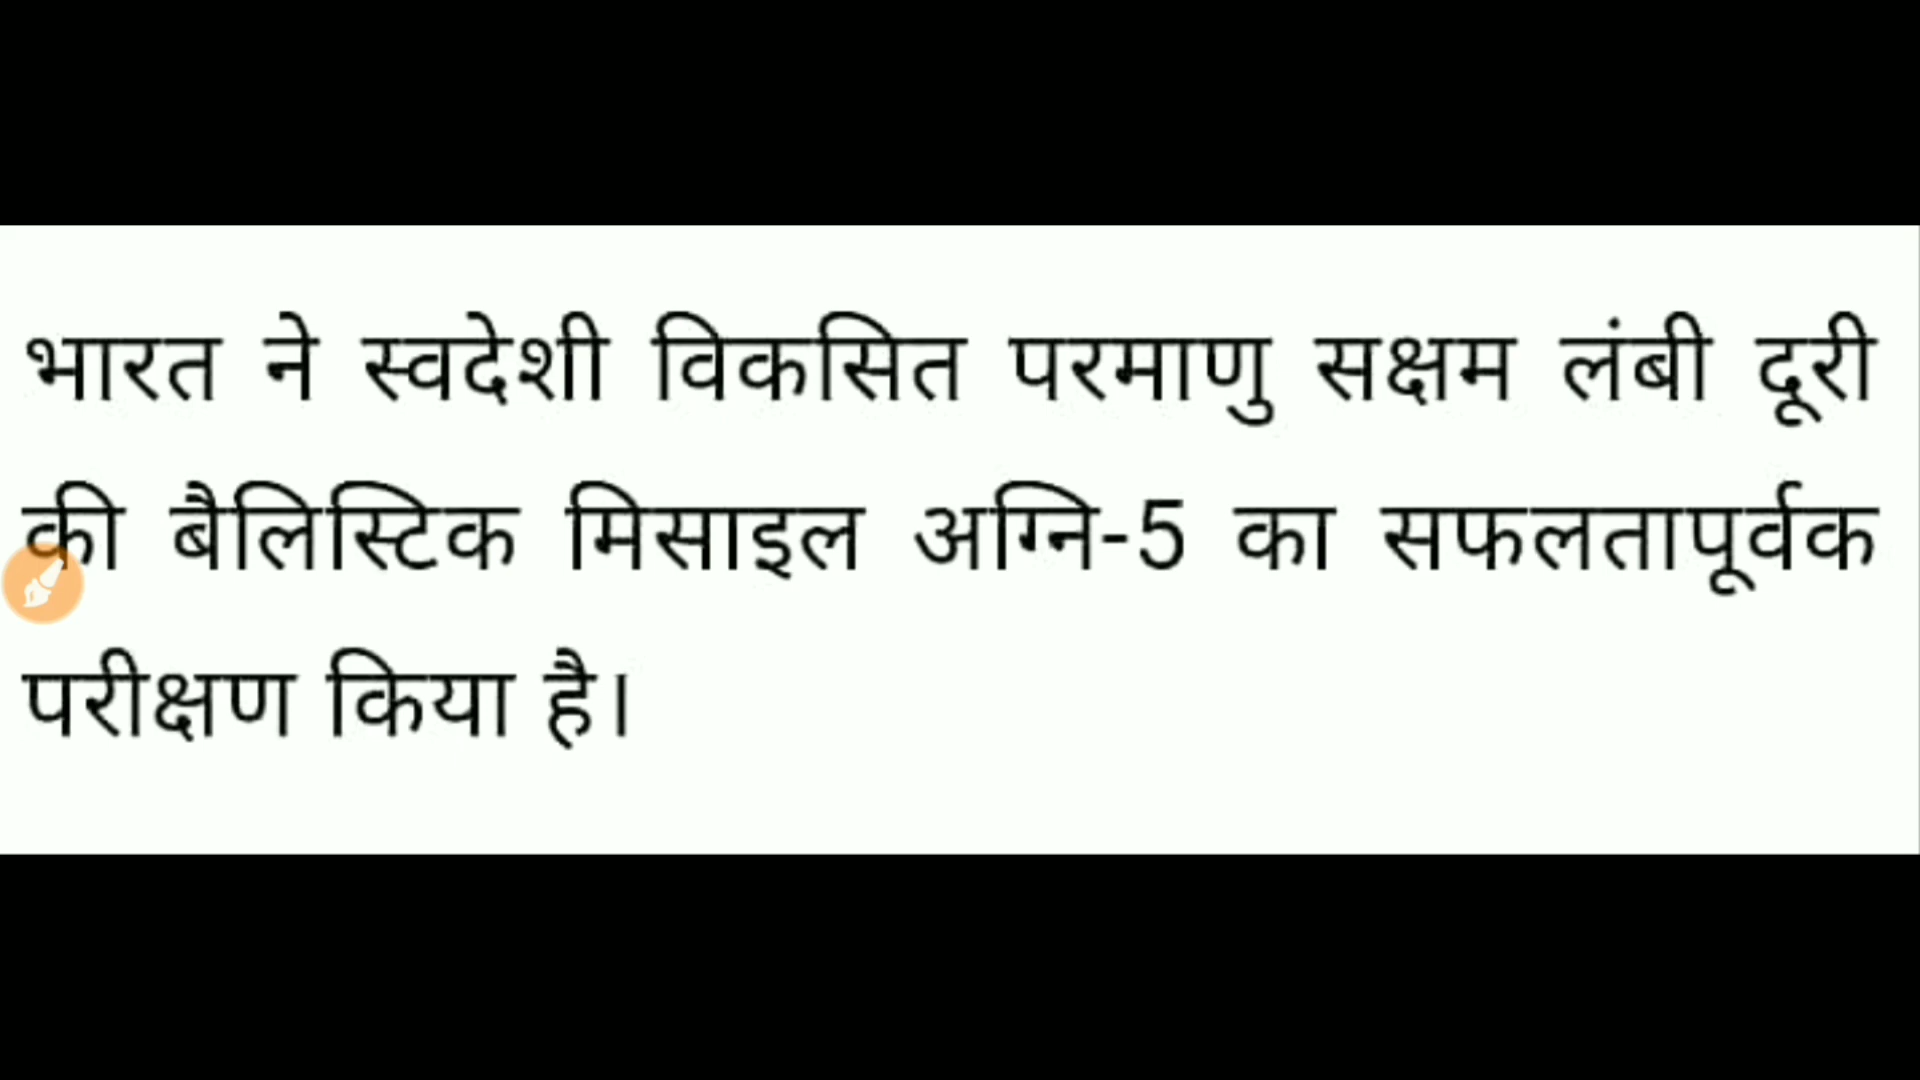 भारत ने स्वदेशी विकसित परमाणु सक्षम लंबी दूरी
की बैलिस्टिक मिसाइल अग्नि-5 का सफलतापूर्वक
परीक्षण किया है।